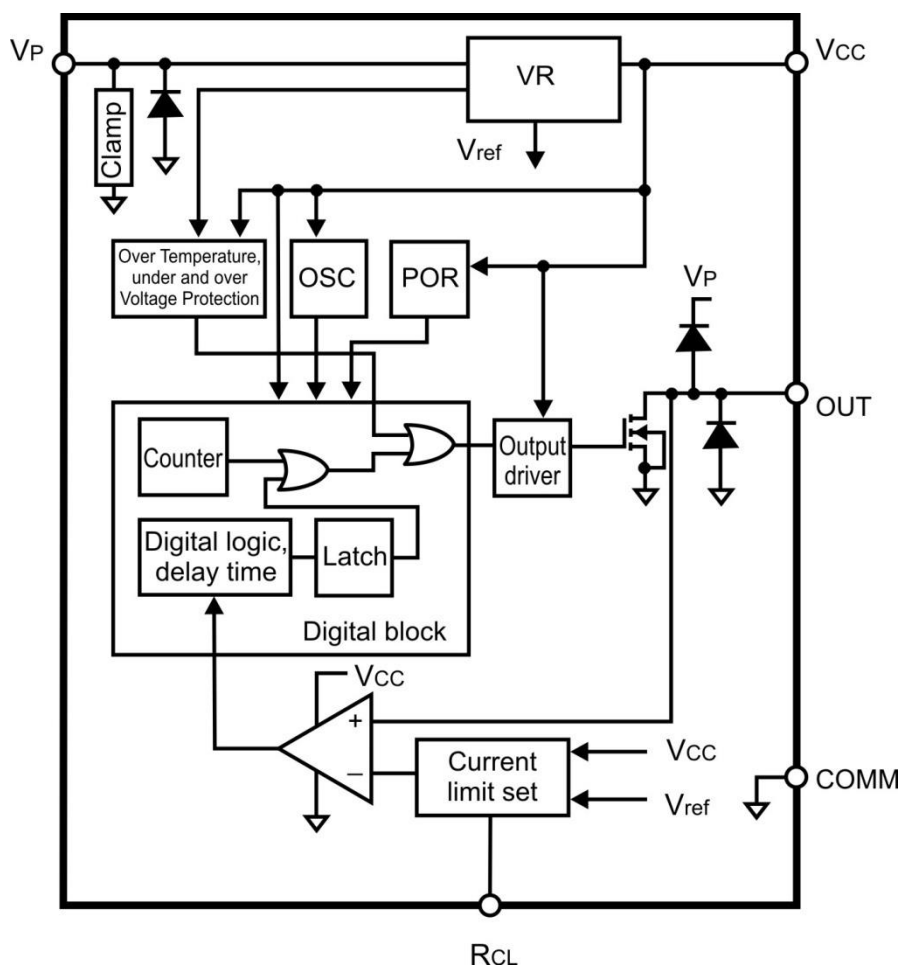 VP
VCC
VR
Clamp
Vref
Over Temperature,
under and over
Voltage Protection
OSC
POR
VP
OUT
Counter
Output
driver
Digital logic,
delay time
Latch
Digital block
VCC
+
–
Current
limit set
VCC
Vref
COMM
RCL